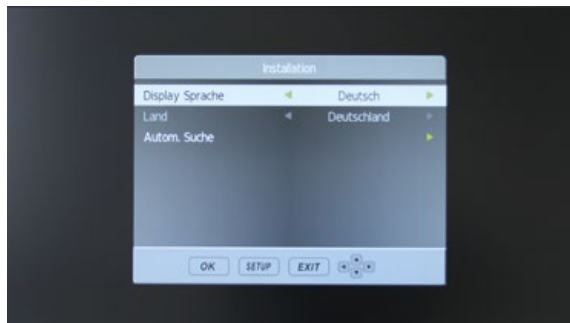 Installation
Display Sprache Deutsch
Land Deutschland
Autom. Suche
OK SETUP EXIT